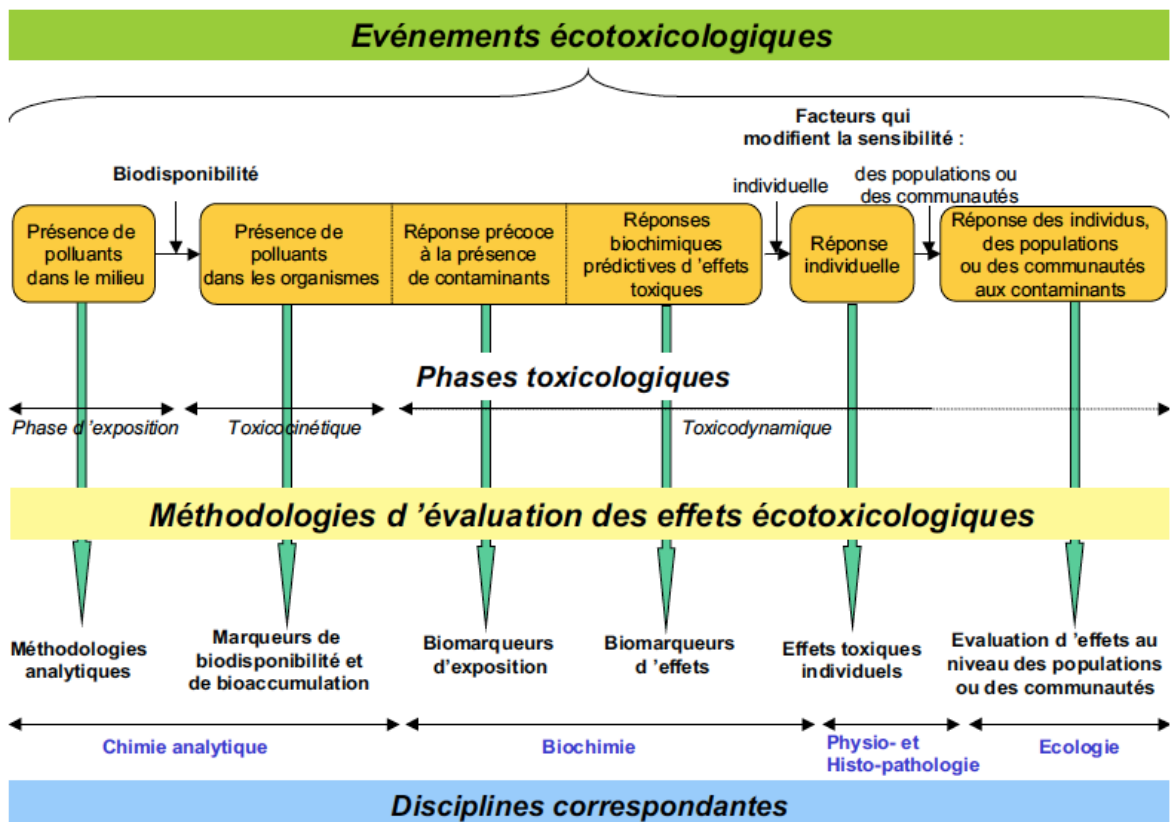 Evénements écotoxicologiques
Facteurs qui
modifient la sensibilité :
Biodisponibilité
individuelle
des populations ou
des communautés
Présence de
polluants
dans le milieu
Présence de
polluants
dans les organismes
Réponse précoce
à la présence
de contaminants
Réponses
biochimiques
prédictives d 'effets
toxiques
Réponse
individuelle
Réponse des individus,
des populations
ou des communautés
aux contaminants
Phases toxicologiques
Phase d 'exposition
Toxicocinétique
Toxicodynamique
Méthodologies d 'évaluation des effets écotoxicologiques
Méthodologies
analytiques
Marqueurs de
biodisponibilité et
de bioaccumulation
Biomarqueurs
d'exposition
Biomarqueurs
d 'effets
Effets toxiques
individuels
Evaluation d 'effets au
niveau des populations
ou des communautés
Chimie analytique
Biochimie
Physio- et
Histo-pathologie
Ecologie
Disciplines correspondantes